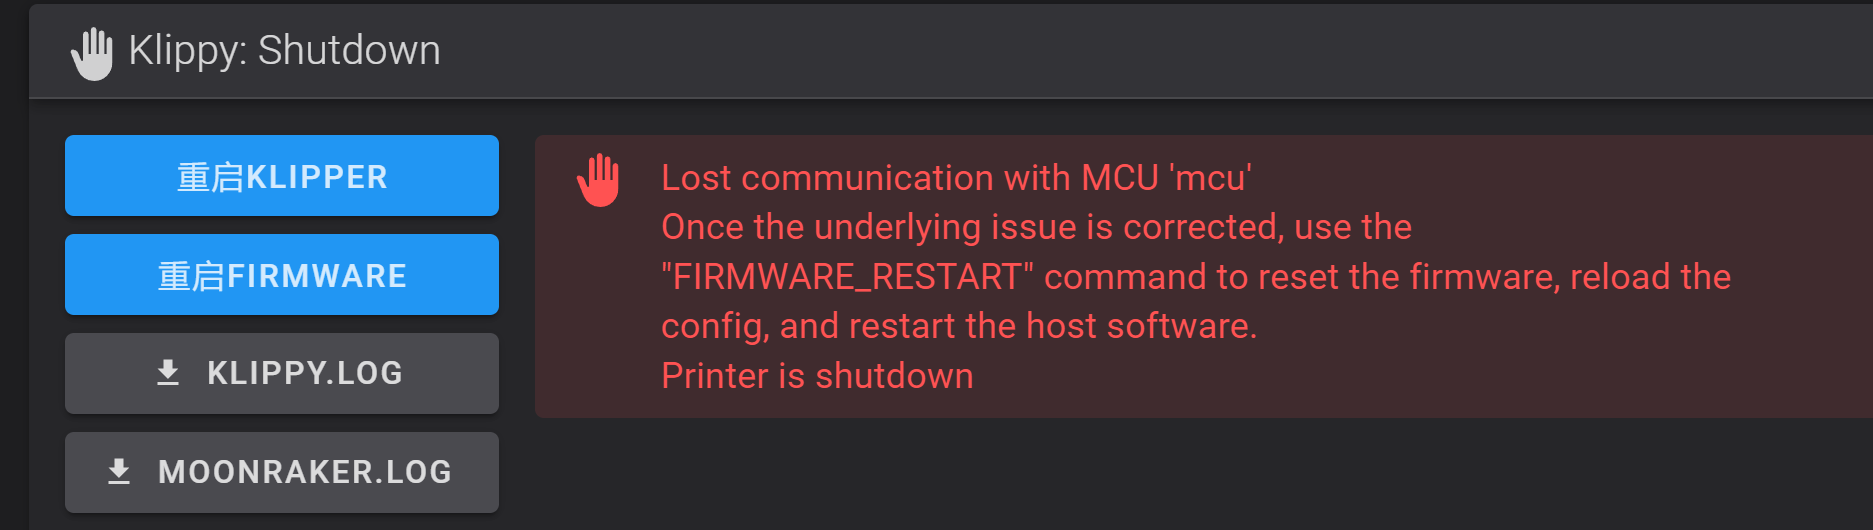 Klippy: Shutdown
重启KLIPPER
重启FIRMWARE
KLIPPY.LOG
MOONRAKER.LOG
Lost communication with MCU 'mcu'
Once the underlying issue is corrected, use the
"FIRMWARE_RESTART" command to reset the firmware, reload the
config, and restart the host software.
Printer is shutdown